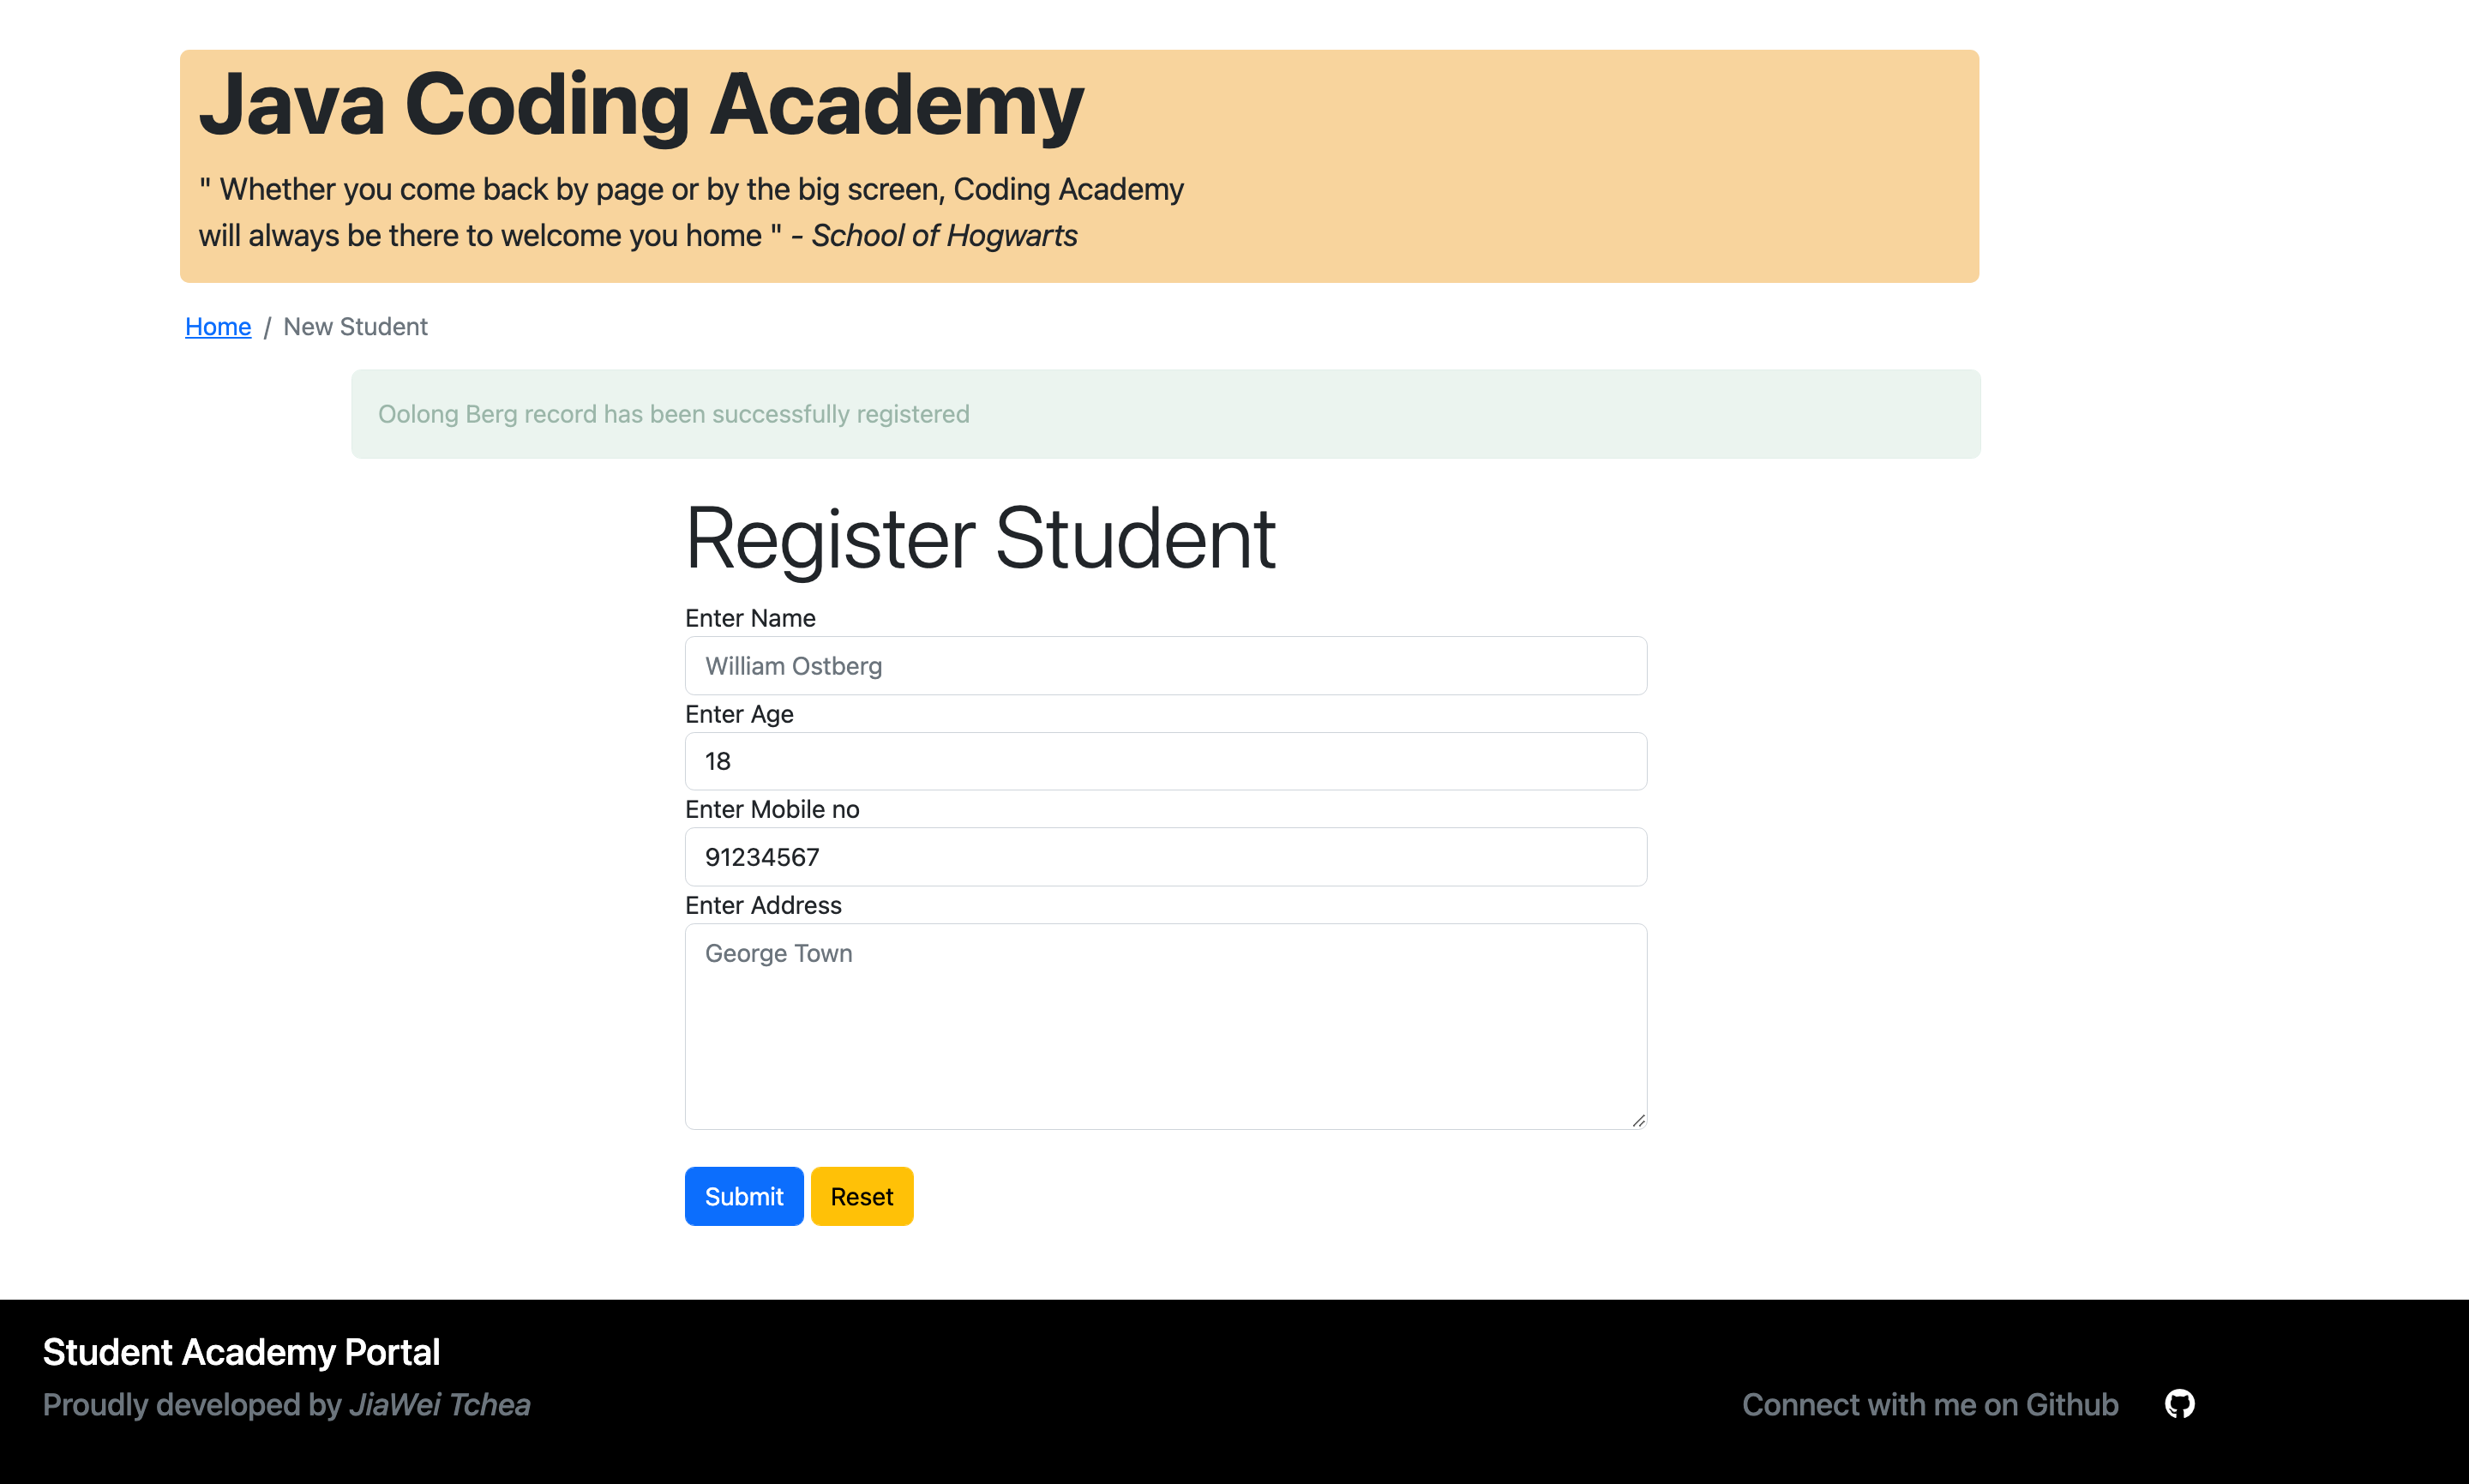 Java Coding Academy
" Whether you come back by page or by the big screen, Coding Academy
will always be there to welcome you home " - School of Hogwarts
Home / New Student
Oolong Berg record has been successfully registered
Register Student
Enter Name
William Ostberg
Enter Age
18
Enter Mobile no
91234567
Enter Address
George Town
Submit Reset
Student Academy Portal
Proudly developed by JiaWei Tchea
Connect with me on Github